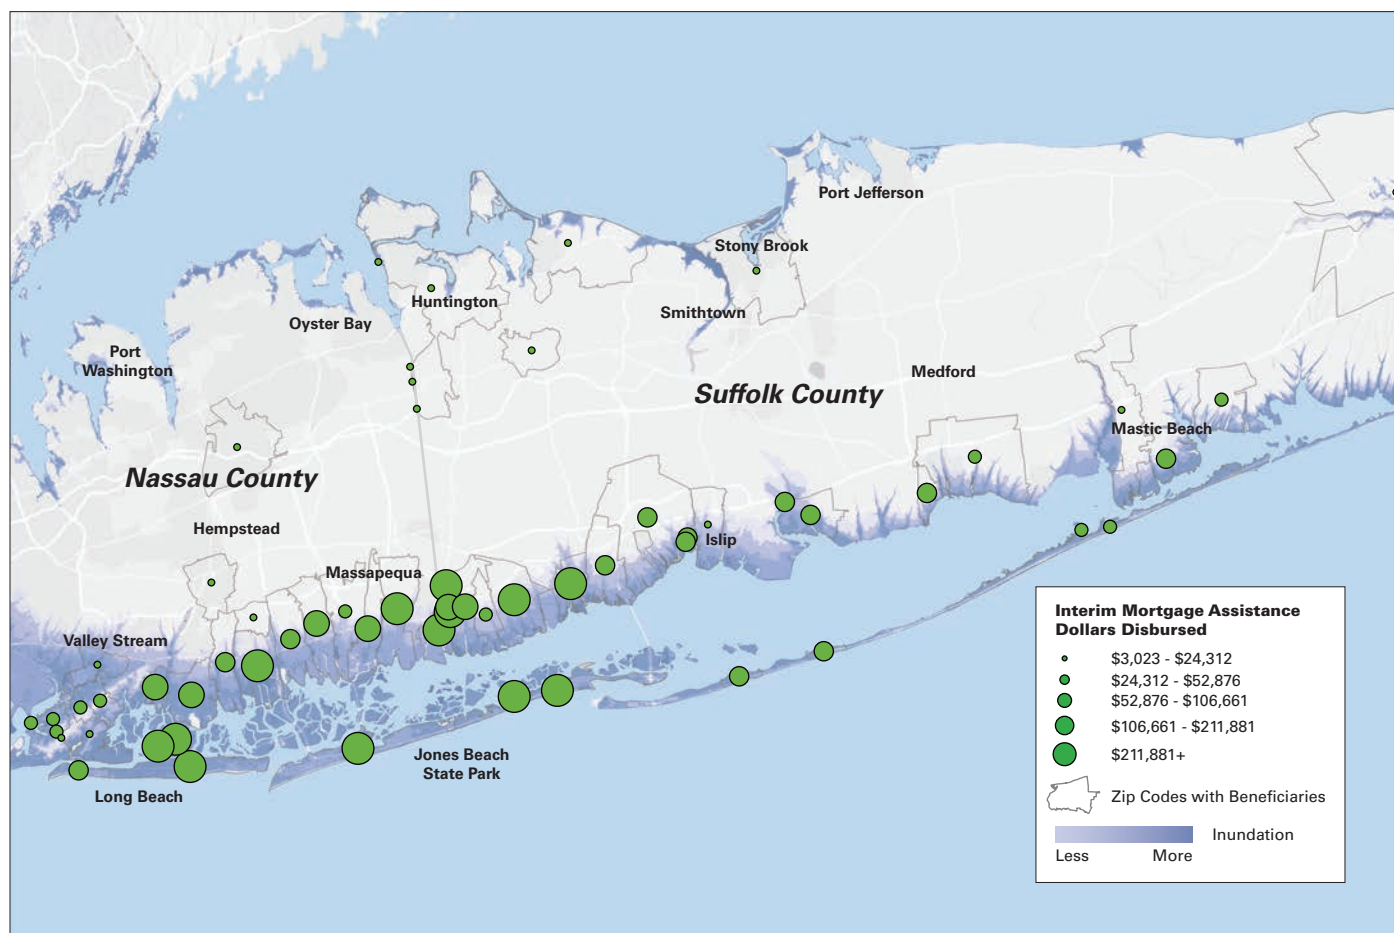 Port Jefferson
Stony Brook
Huntington
Smithtown
Oyster Bay
Port
Washington
Medford
Suffolk County
Mastic Beach
Nassau County
Hempstead
Islip
Massapequa
Valley Stream
Jones Beach
State Park
Long Beach
Interim Mortgage Assistance
Dollars Disbursed
$3,023 - $24,312
$24,312 - $52,876
$52,876 - $106,661
$106,661 - $211,881
$211,881+
Zip Codes with Beneficiaries
Inundation
Less More